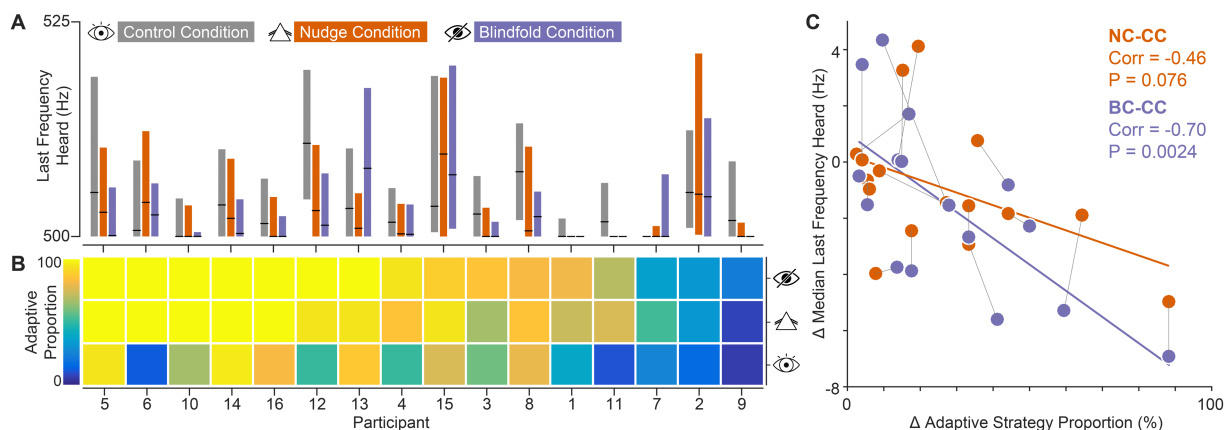 A
525
Control Condition
Nudge Condition
Blindfold Condition
Last Frequency
Heard (Hz)
500
B
100
Adaptive
Proportion
0
5 6 10 14 16 12 13 4 15 3 8 1 11 7 2 9
Participant
C
NC-CC
Corr = -0.46
P = 0.076
BC-CC
Corr = -0.70
P = 0.0024
Δ Median Last Frequency Heard (Hz)
4
0
-8
0 100
Δ Adaptive Strategy Proportion (%)